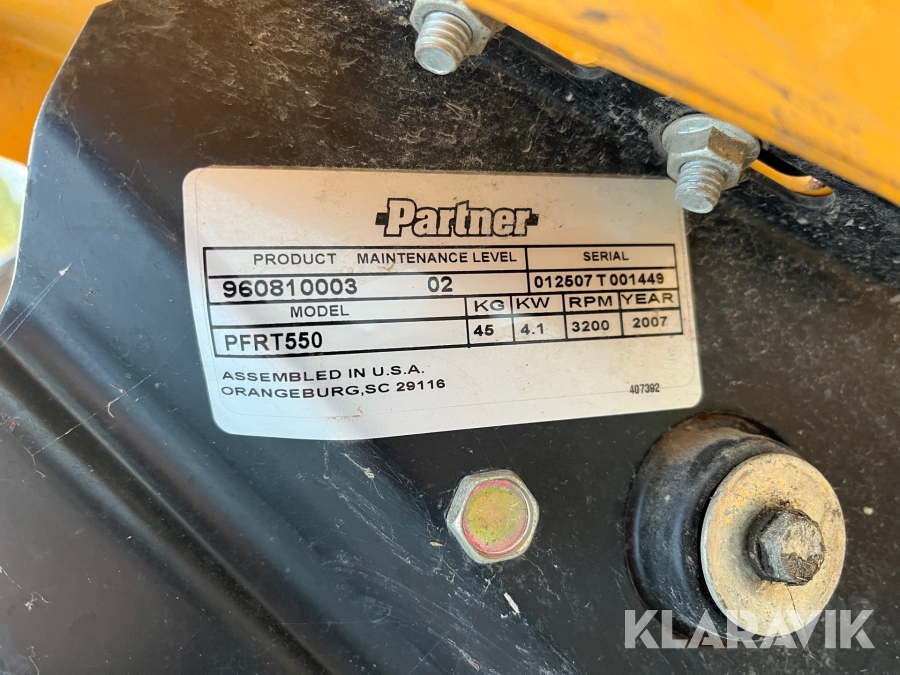 Partner
PRODUCT MAINTENANCE LEVEL SERIAL
960810003 02 012507 T 001449
MODEL KG KW RPM YEAR
PFRT550 45 4.1 3200 2007
ASSEMBLED IN U.S.A.
ORANGEBURG,SC 29116
407392
KLARAVIK